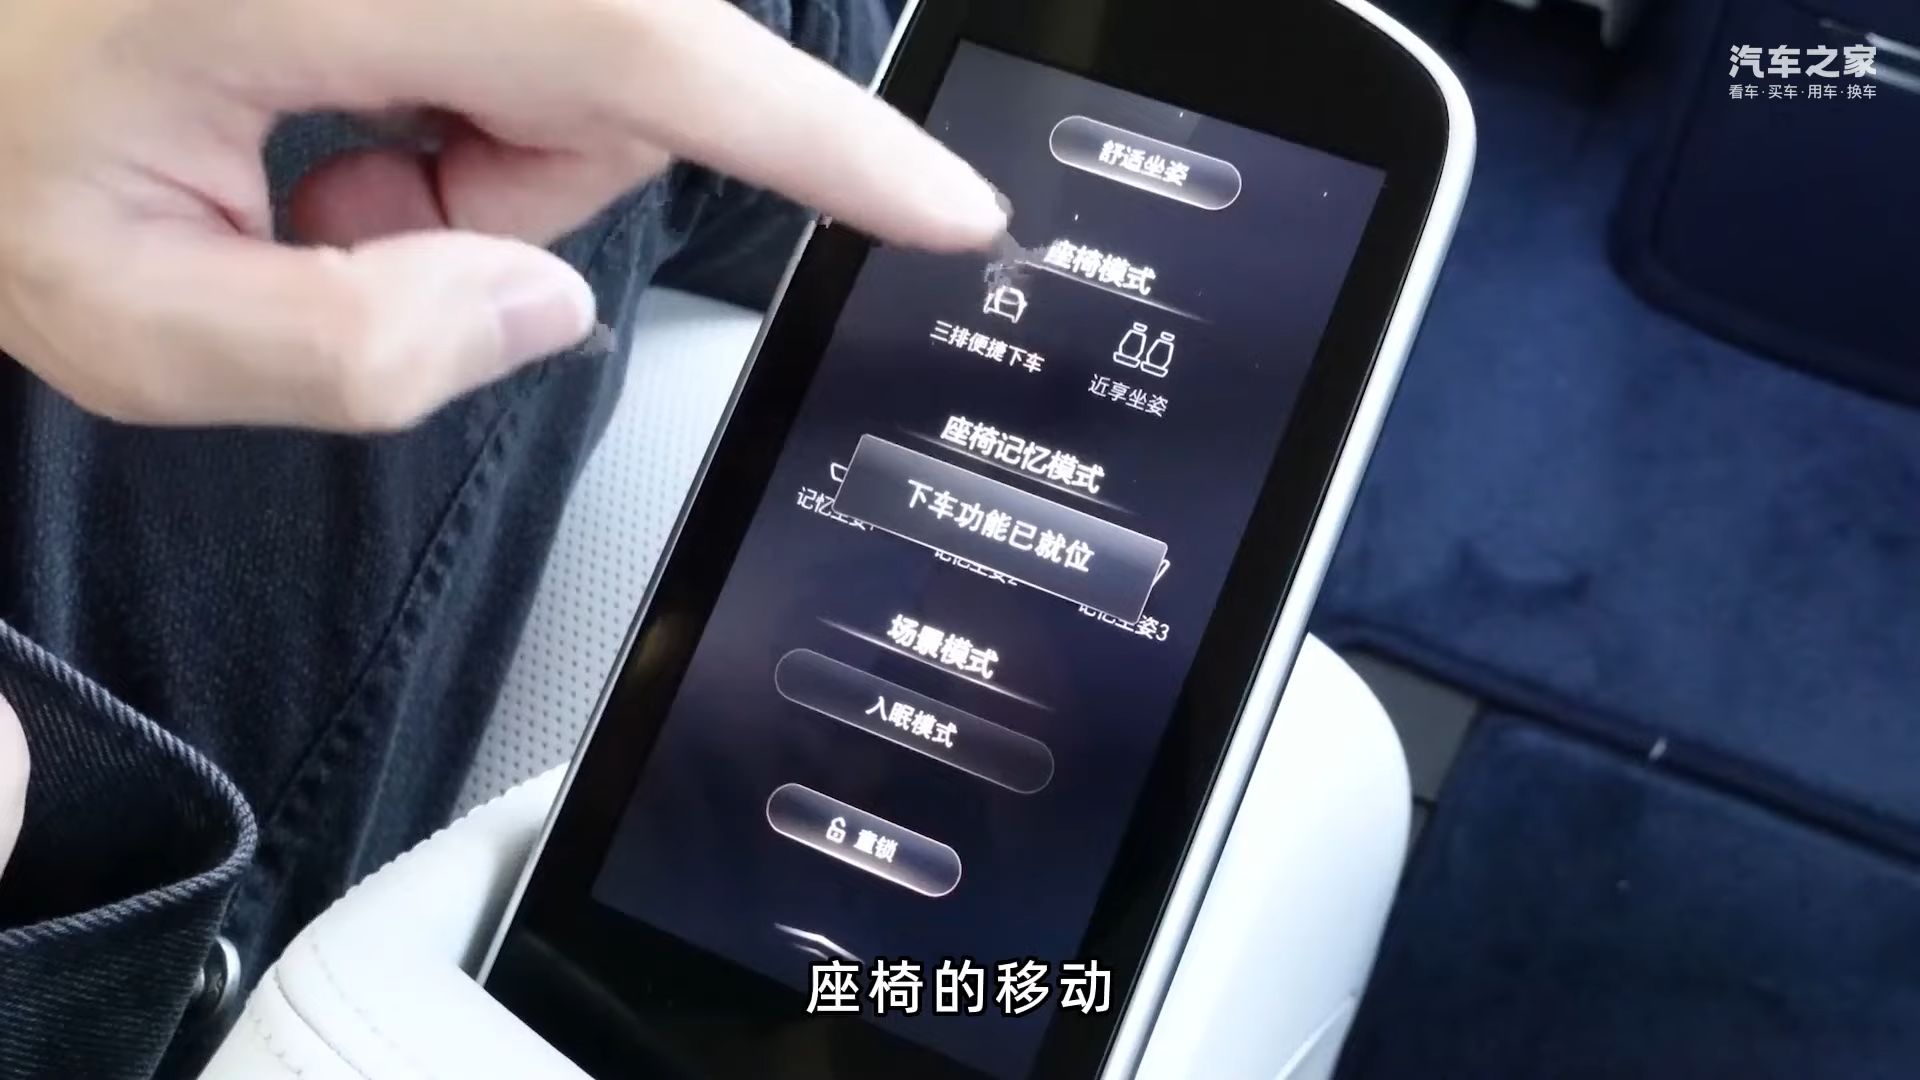 汽车之家
看车·买车·用车·换车
舒适坐姿
座椅模式
三排便捷下车
近享坐姿
座椅记忆模式
下车功能已就位
姿3
场景模式
入眠模式
童锁
座椅的移动